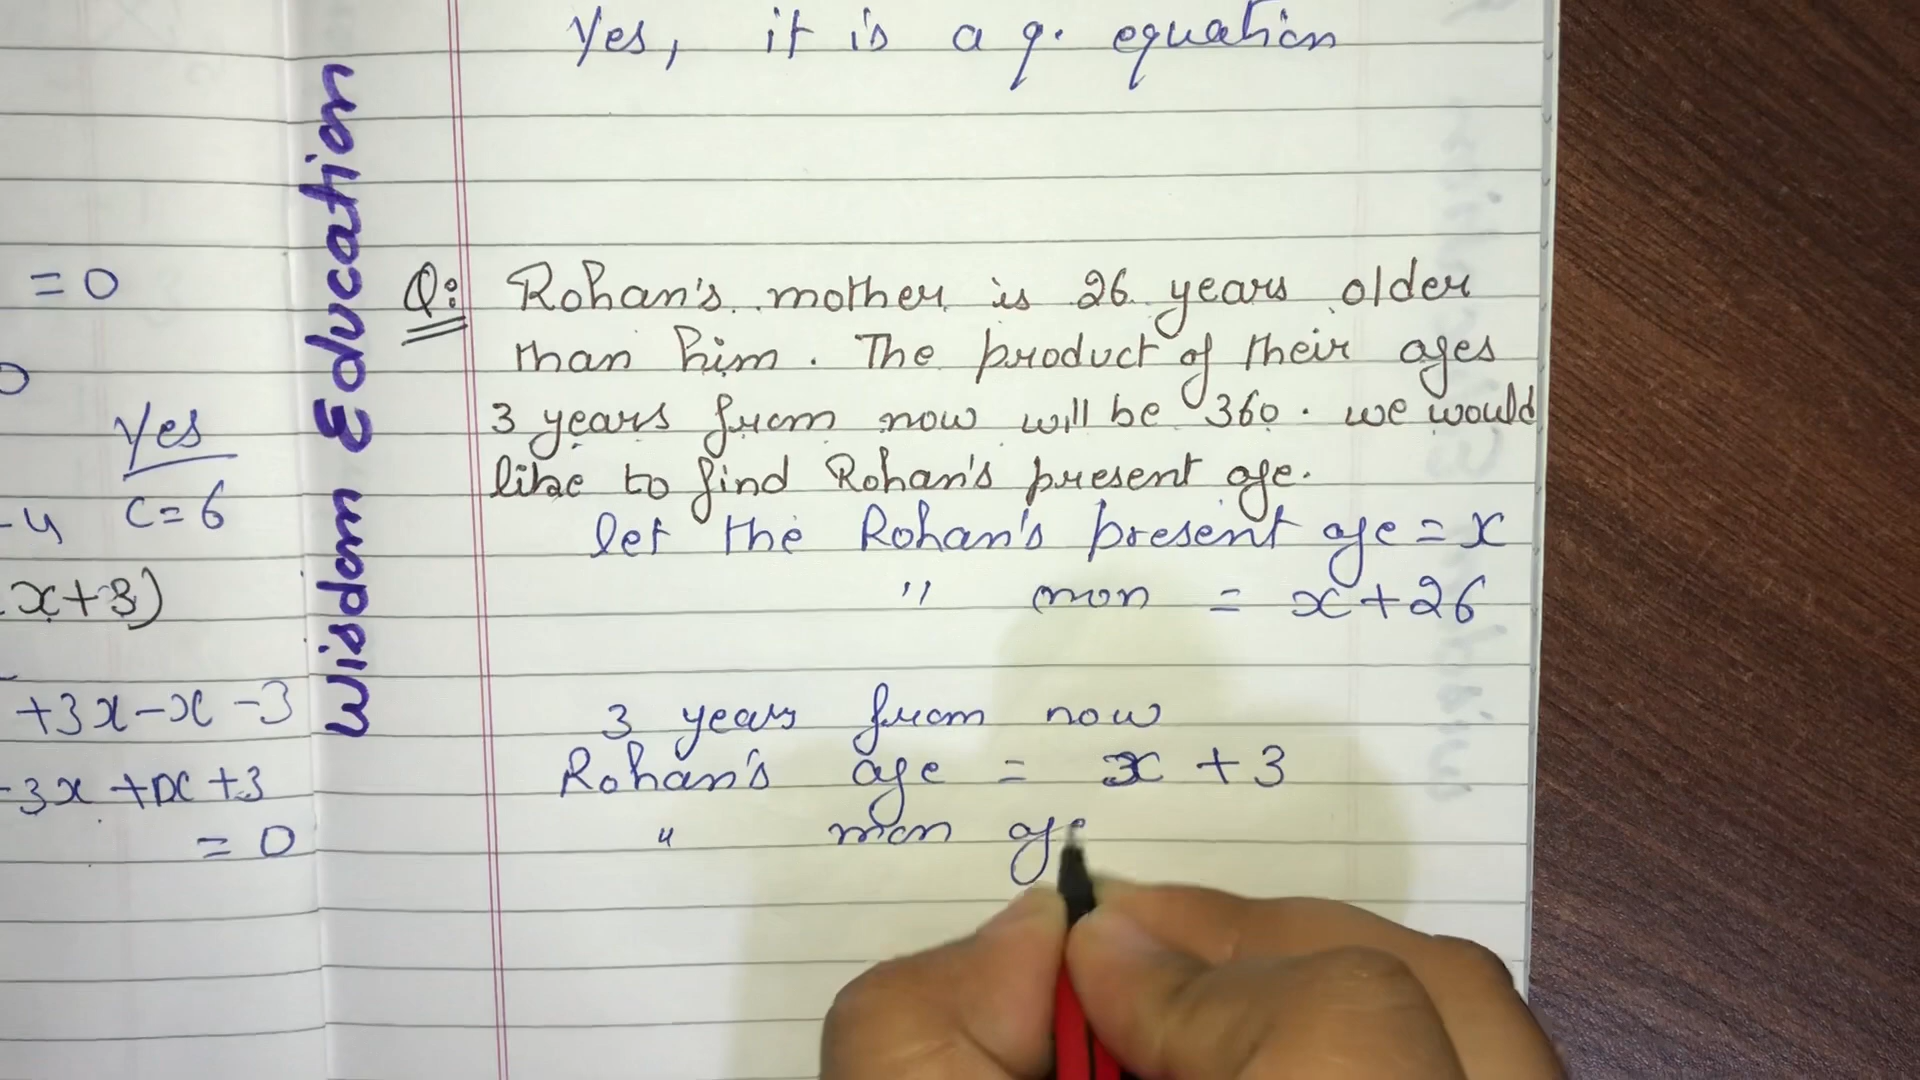 Yes, it is a q. equation
= 0
Yes
c = 6
-4
x+3)
+3x-x-3
-3x+x+3
= 0
Wisdom Education
Q: Rohan's mother is 26 years older
than him. The product of their ages
3 years from now will be 360. we would
like to find Rohan's present age.
let the Rohan's present age = x
" mom = x+26
3 years from now
Rohan's age = x + 3
" mom age